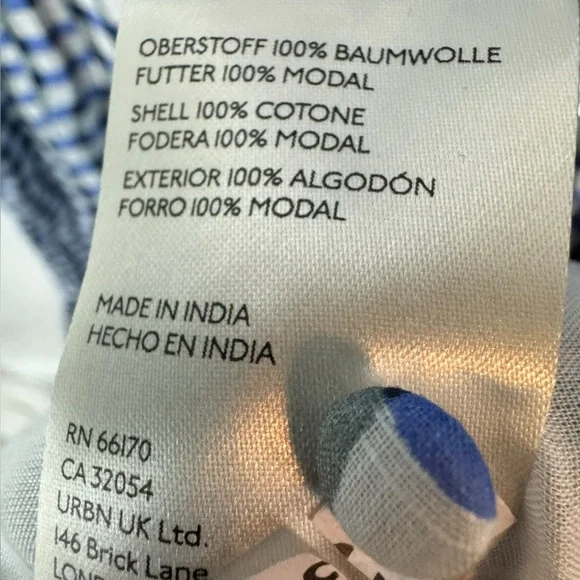 OBERSTOFF 100% BAUMWOLLE
FUTTER 100% MODAL
SHELL 100% COTONE
FODERA 100% MODAL
EXTERIOR 100% ALGODÓN
FORRO 100% MODAL
MADE IN INDIA
HECHO EN INDIA
RN 66170
CA 32054
URBN UK Ltd.
146 Brick Lane